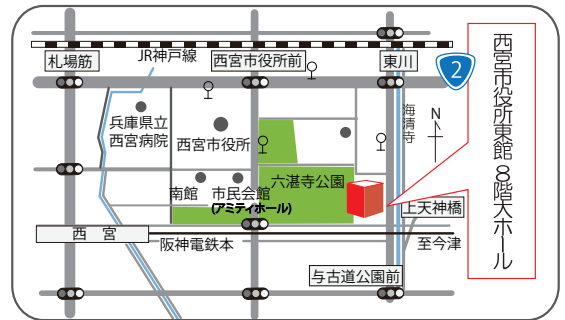 JR神戸線
札場筋
西宮市役所前
東川
2
西宮市役所東館 8階大ホール
兵庫県立
西宮病院
西宮市役所
海清寺
N
南館
市民会館
(アミティホール)
六湛寺公園
上天神橋
西宮
阪神電鉄本
至今津
与古道公園前